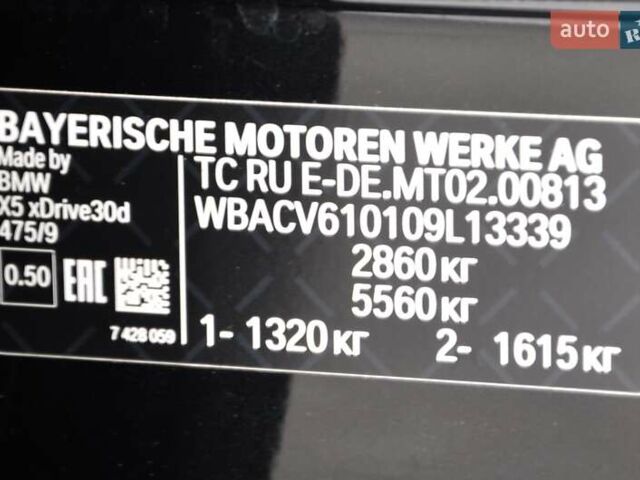 auto
R
BAYERISCHE MOTOREN WERKE AG
Made by
BMW
X5 xDrive30d
475/9
TC RU E-DE.MT02.00813
WBACV610109L13339
2860 кг
5560 кг
0.50 EAC
7 428 059
1- 1320 кг 2- 1615 кг